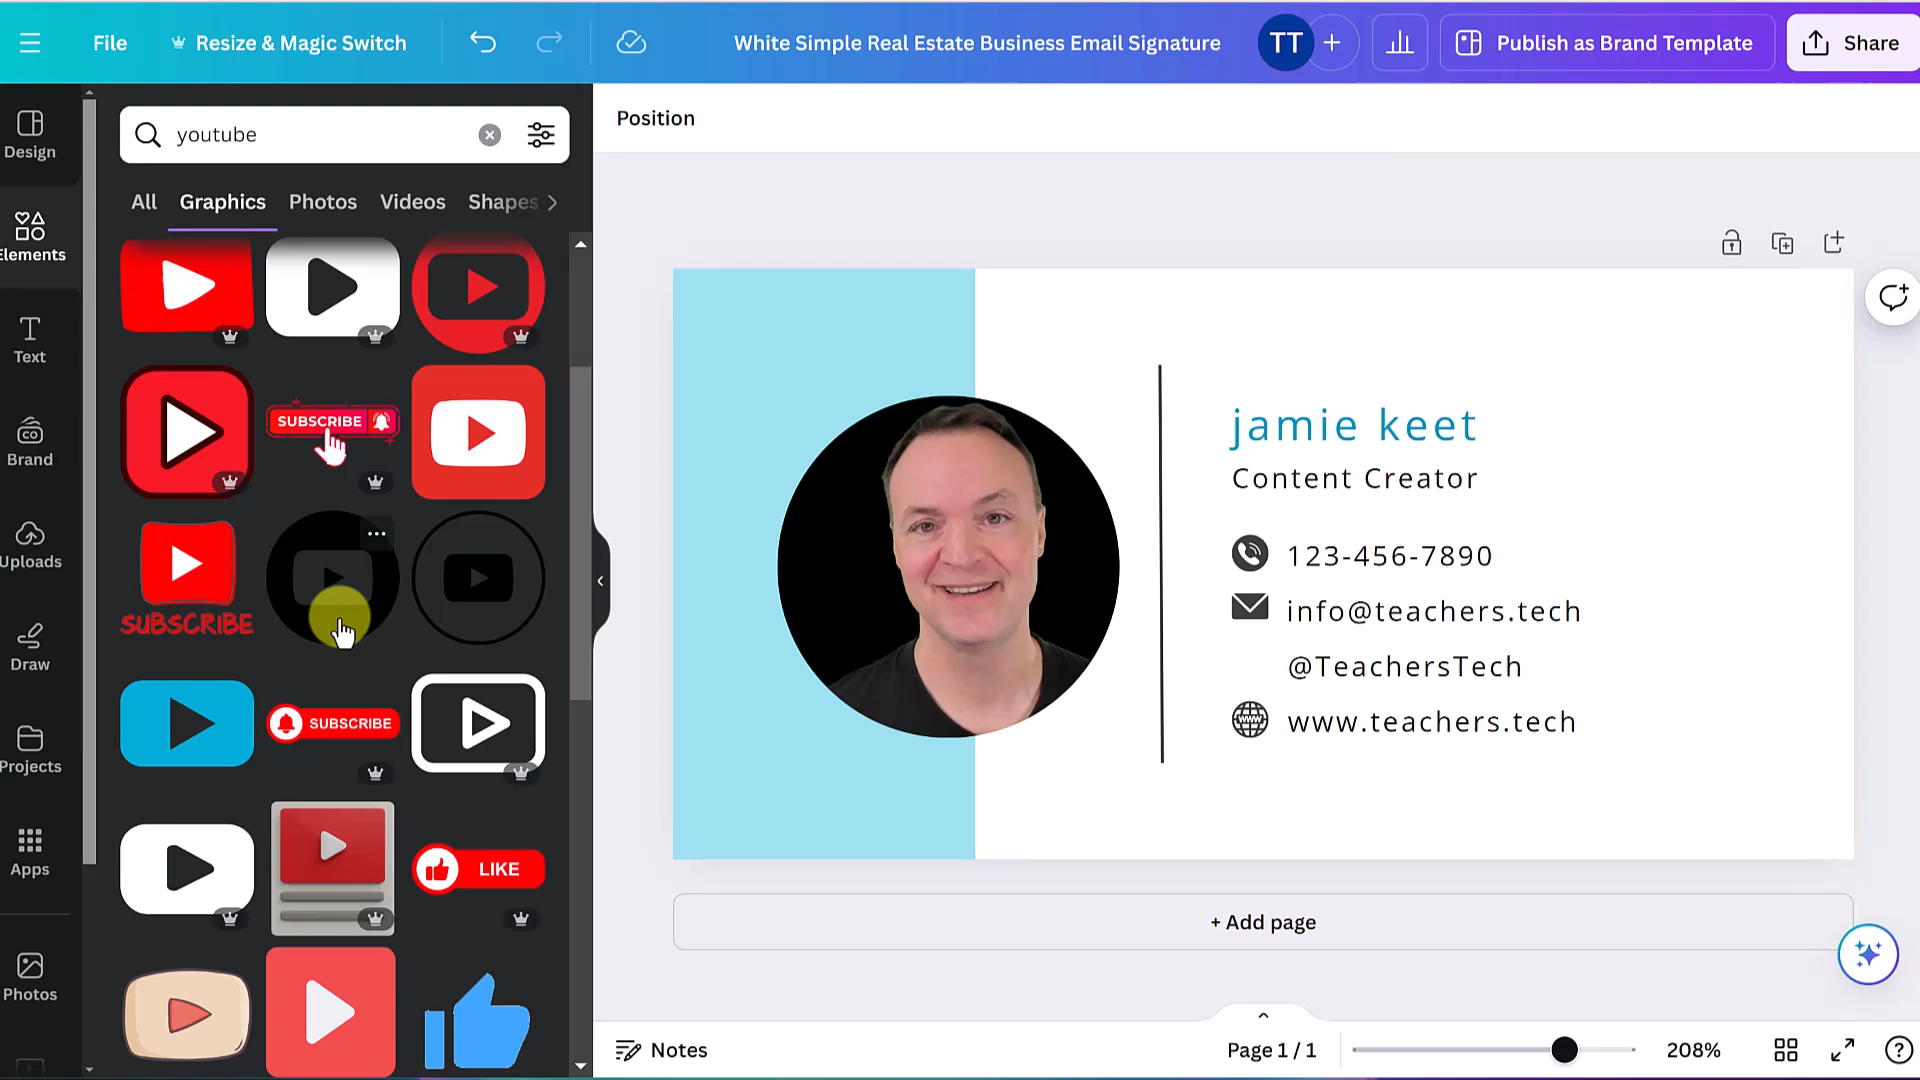 File
Resize & Magic Switch
White Simple Real Estate Business Email Signature
TT
+
Publish as Brand Template
Share
Design
Elements
Text
Brand
Uploads
Draw
Projects
Apps
Photos
youtube
All
Graphics
Photos
Videos
Shapes
SUBSCRIBE
SUBSCRIBE
SUBSCRIBE
LIKE
Position
jamie keet
Content Creator
123-456-7890
info@teachers.tech
@TeachersTech
www.teachers.tech
+ Add page
Notes
Page 1 / 1
208%